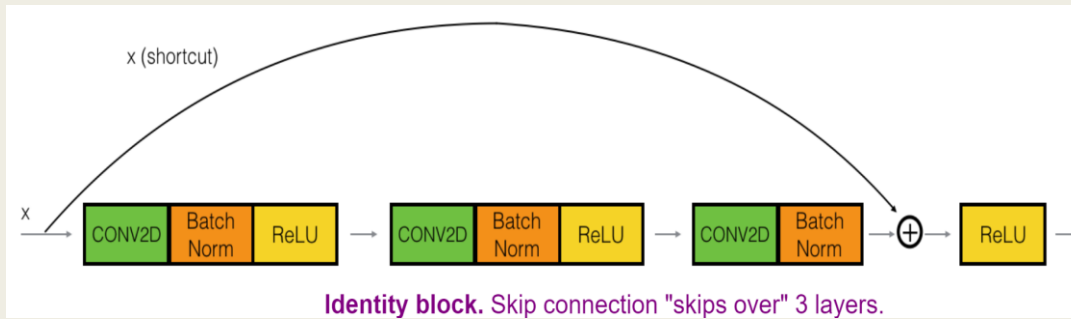 x (shortcut)
x
CONV2D
Batch
Norm
ReLU
CONV2D
Batch
Norm
ReLU
CONV2D
Batch
Norm
ReLU
Identity block. Skip connection "skips over" 3 layers.